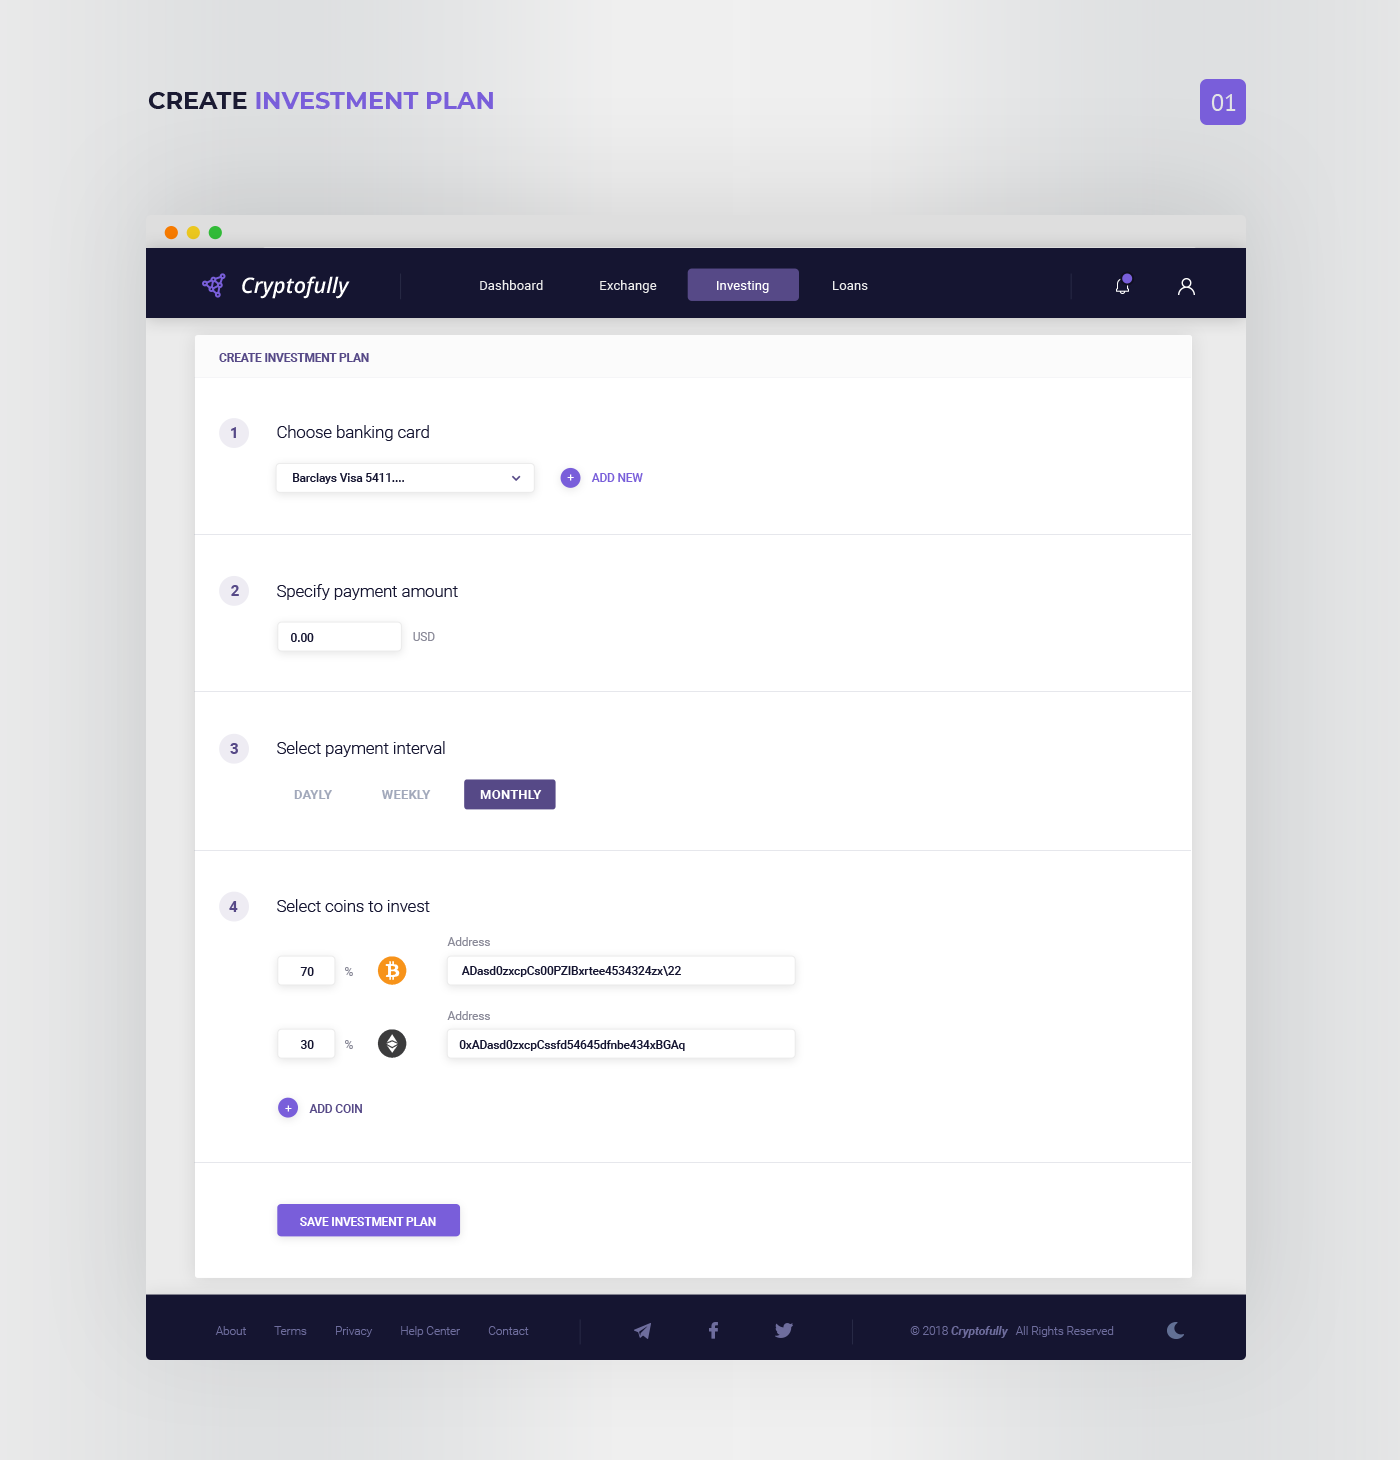 CREATE INVESTMENT PLAN
01
Cryptofully
Dashboard
Exchange
Investing
Loans
CREATE INVESTMENT PLAN
1
Choose banking card
Barclays Visa 5411....
+ ADD NEW
2
Specify payment amount
0.00
USD
3
Select payment interval
DAYLY
WEEKLY
MONTHLY
4
Select coins to invest
Address
70 %
ADasd0zxcpCs00PZIBxrtee4534324zx\22
Address
30 %
0xADasd0zxcpCssfd54645dfnbe434xBGAq
+ ADD COIN
SAVE INVESTMENT PLAN
About
Terms
Privacy
Help Center
Contact
© 2018 Cryptofully All Rights Reserved